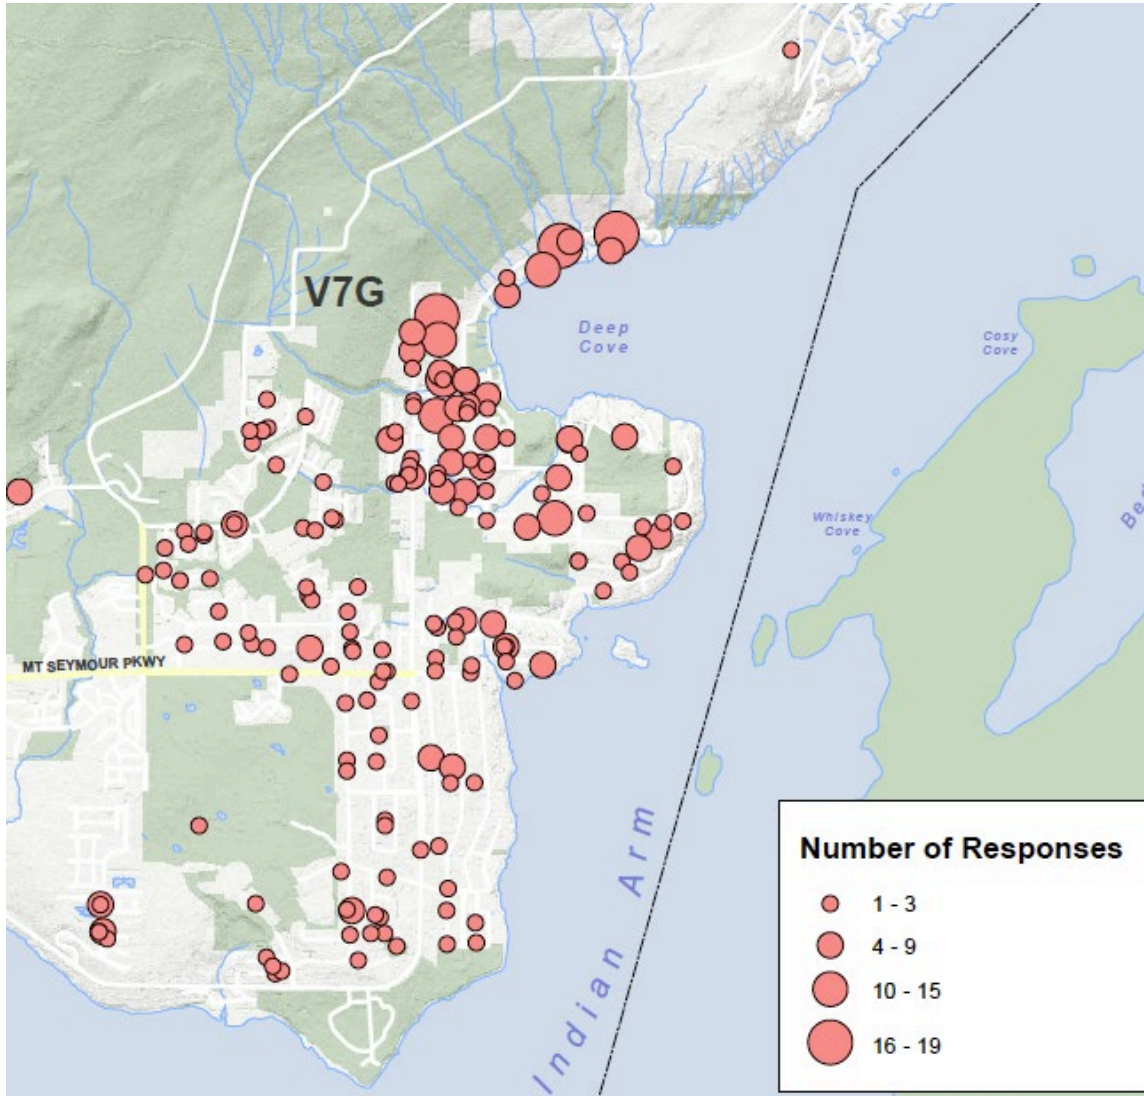 V7G
Deep
Cove
Cosy
Cove
Whiskey
Cove
MT SEYMOUR PKWY
Indian Arm
Number of Responses
1 - 3
4 - 9
10 - 15
16 - 19